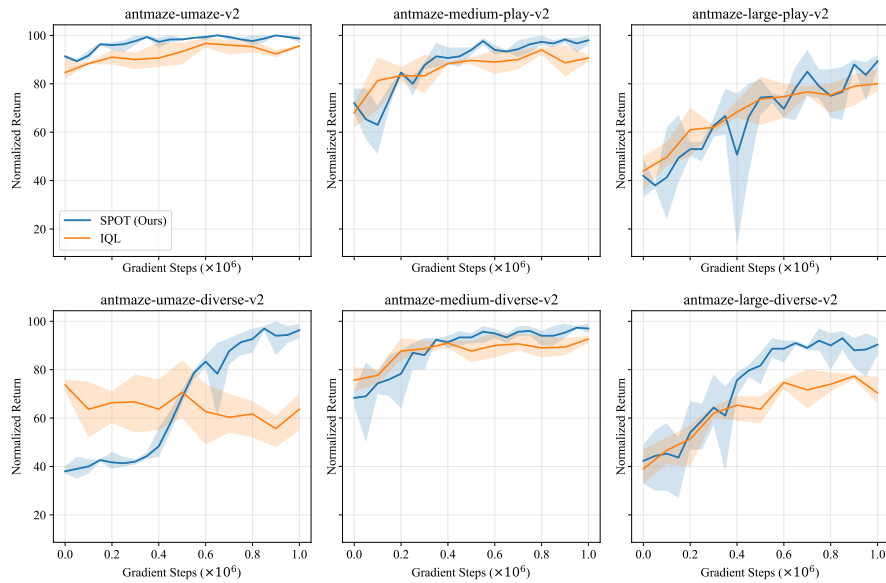 antmaze-umaze-v2
antmaze-medium-play-v2
antmaze-large-play-v2
Normalized Return
100
80
60
40
20
SPOT (Ours)
IQL
Gradient Steps (×10⁶)
Normalized Return
Gradient Steps (×10⁶)
Normalized Return
Gradient Steps (×10⁶)
antmaze-umaze-diverse-v2
antmaze-medium-diverse-v2
antmaze-large-diverse-v2
Normalized Return
100
80
60
40
20
0.0 0.2 0.4 0.6 0.8 1.0
Gradient Steps (×10⁶)
Normalized Return
0.0 0.2 0.4 0.6 0.8 1.0
Gradient Steps (×10⁶)
Normalized Return
0.0 0.2 0.4 0.6 0.8 1.0
Gradient Steps (×10⁶)